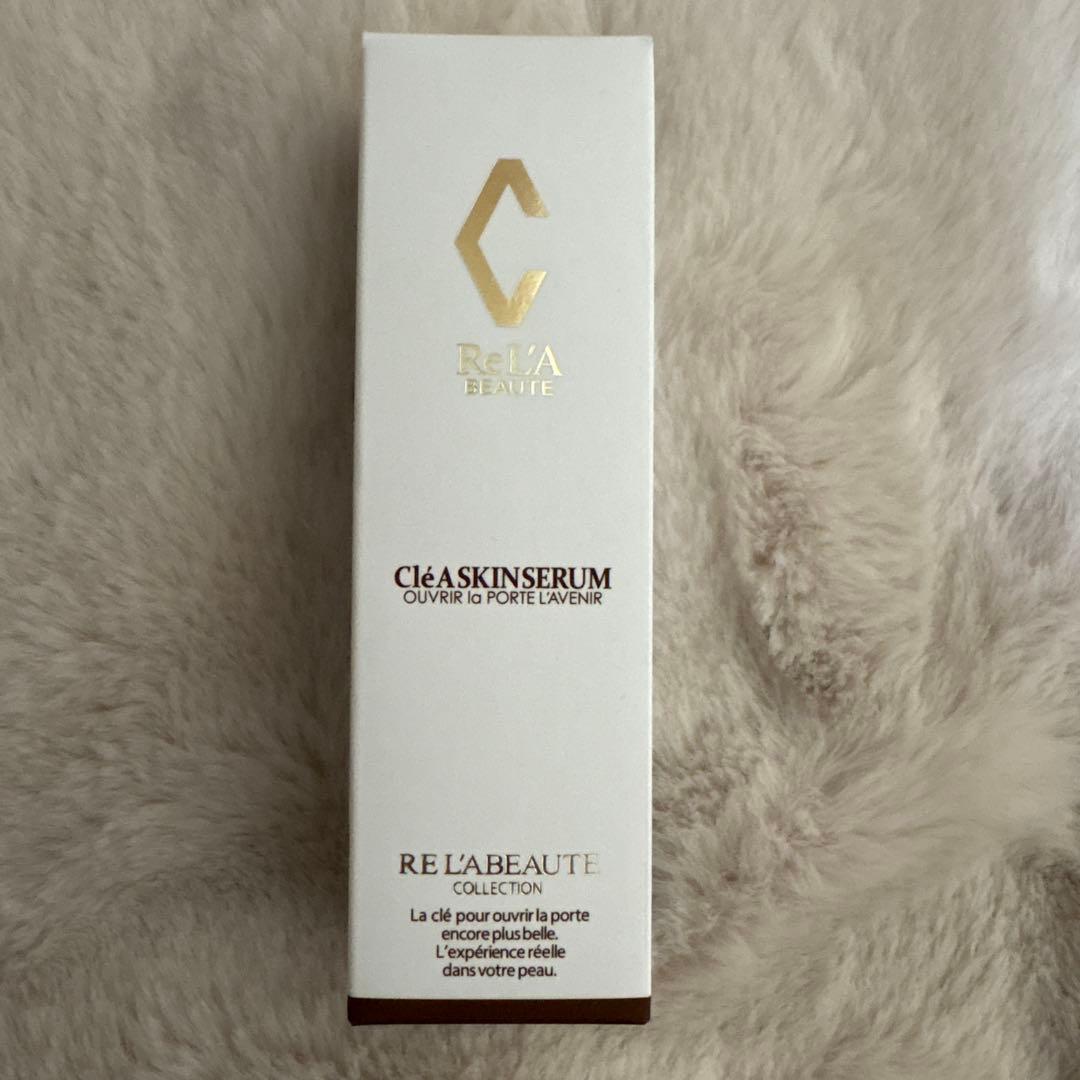 ReL'A
BEAUTE
CléASKINSERUM
OUVRIR la PORTE L'AVENIR
RE L'ABEAUTE
COLLECTION
La clé pour ouvrir la porte
encore plus belle.
L'expérience réelle
dans votre peau.